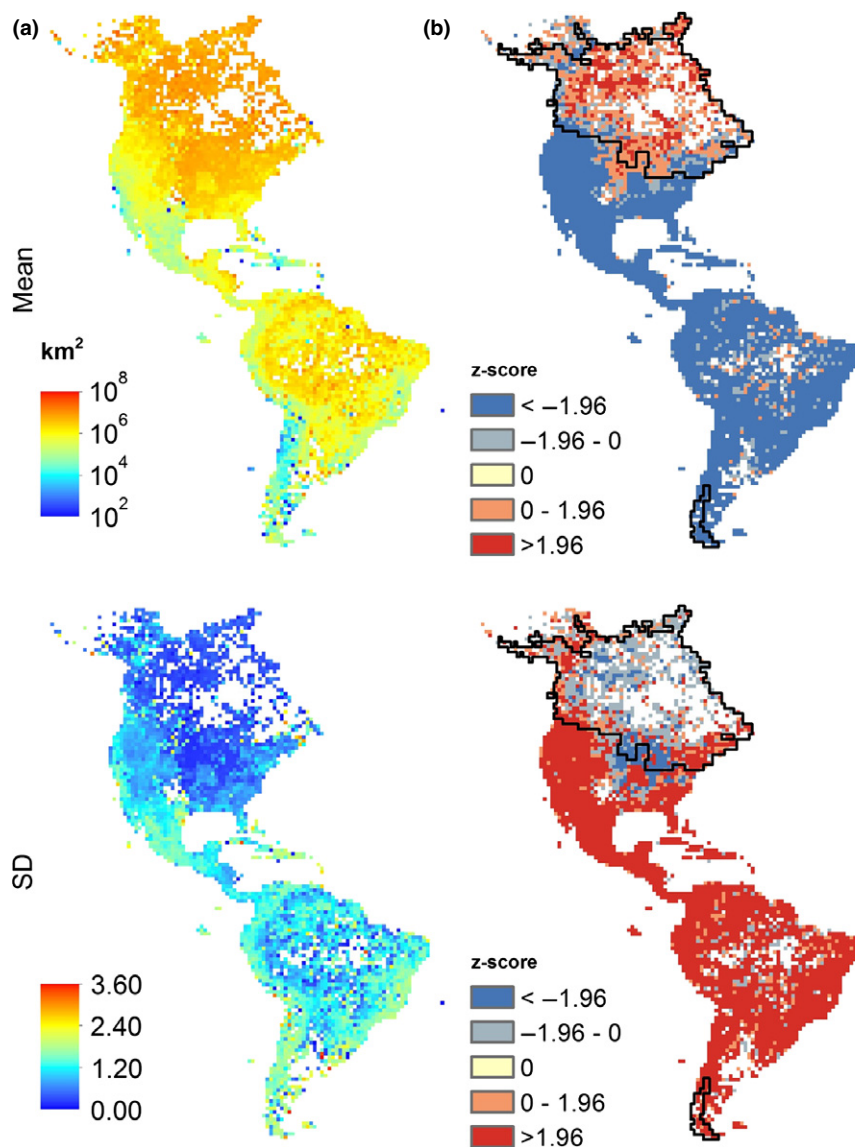 (a)
(b)
Mean
km²
10⁸
10⁶
10⁴
10²
z-score
< –1.96
–1.96 - 0
0
0 - 1.96
>1.96
SD
3.60
2.40
1.20
0.00
z-score
< –1.96
–1.96 - 0
0
0 - 1.96
>1.96